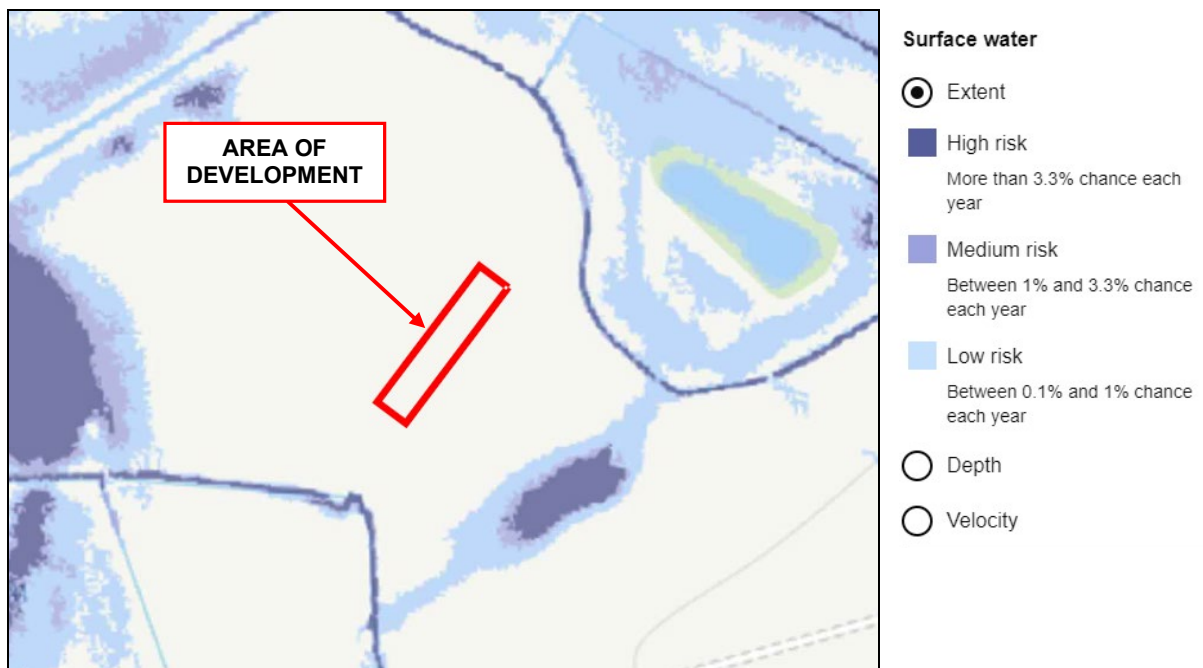 AREA OF
DEVELOPMENT
Surface water
Extent
High risk
More than 3.3% chance each
year
Medium risk
Between 1% and 3.3% chance
each year
Low risk
Between 0.1% and 1% chance
each year
Depth
Velocity